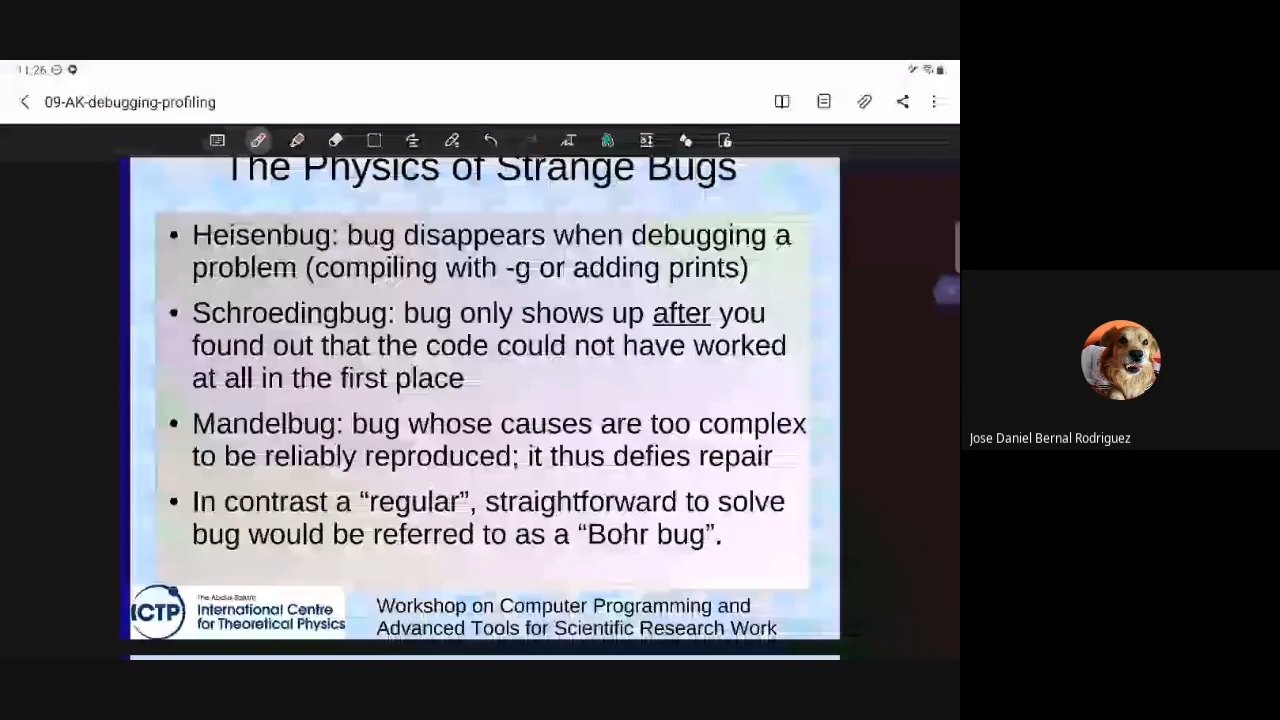 11:26
09-AK-debugging-profiling
The Physics of Strange Bugs
• Heisenbug: bug disappears when debugging a
problem (compiling with -g or adding prints)
• Schroedingbug: bug only shows up after you
found out that the code could not have worked
at all in the first place
• Mandelbug: bug whose causes are too complex
to be reliably reproduced; it thus defies repair
• In contrast a “regular”, straightforward to solve
bug would be referred to as a “Bohr bug”.
ICTP
The Abdus Salam
International Centre
for Theoretical Physics
Workshop on Computer Programming and
Advanced Tools for Scientific Research Work
Jose Daniel Bernal Rodriguez